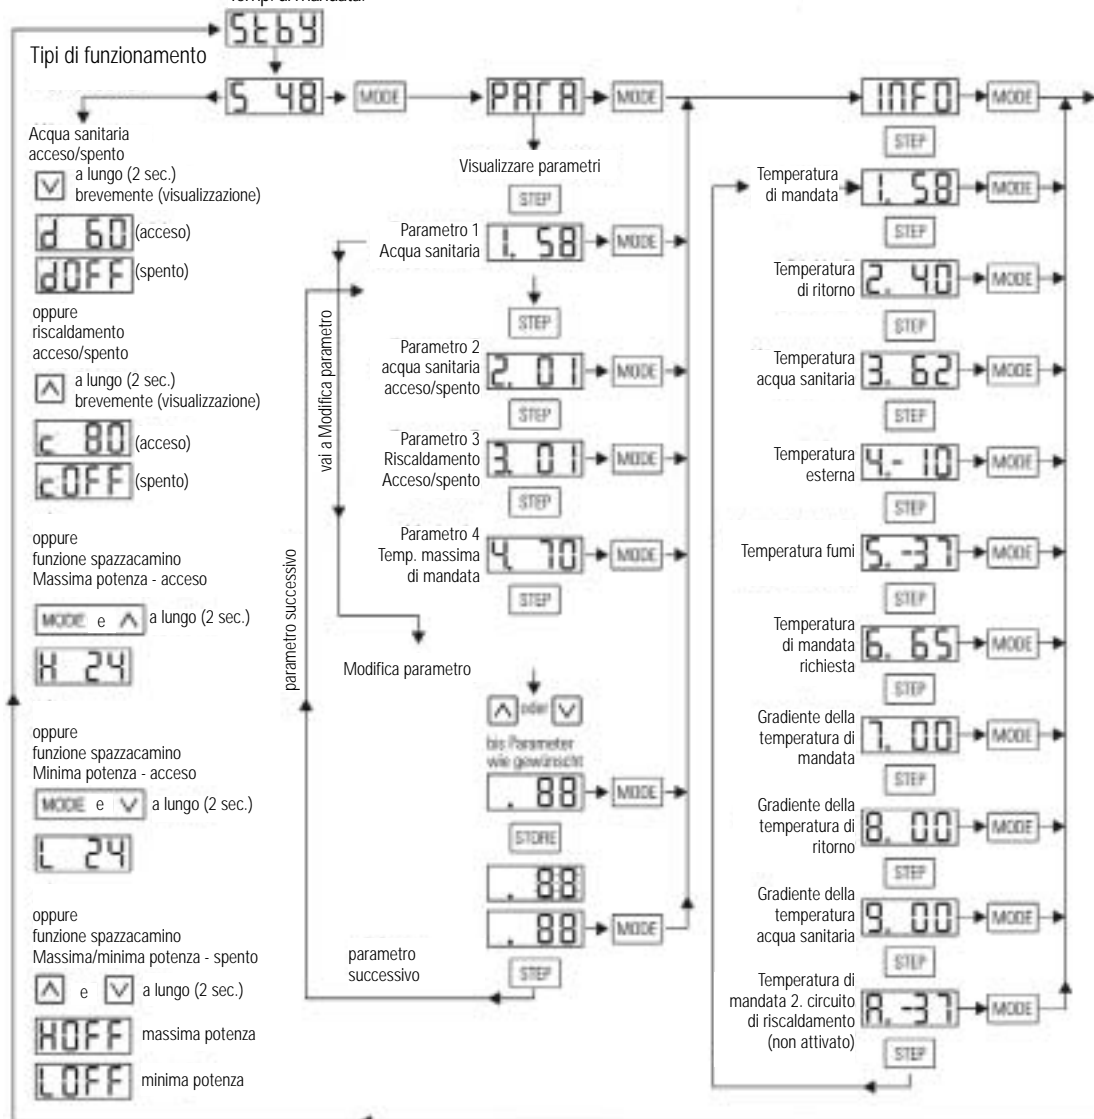 Stby
Tipi di funzionamento
S 48
MODE
Acqua sanitaria
acceso/spento
a lungo (2 sec.)
brevemente (visualizzazione)
d 60 (acceso)
dOFF (spento)
oppure
riscaldamento
acceso/spento
a lungo (2 sec.)
brevemente (visualizzazione)
c 80 (acceso)
cOFF (spento)
oppure
funzione spazzacamino
Massima potenza - acceso
MODE e a lungo (2 sec.)
H 24
oppure
funzione spazzacamino
Minima potenza - acceso
MODE e a lungo (2 sec.)
L 24
oppure
funzione spazzacamino
Massima/minima potenza - spento
e a lungo (2 sec.)
HOFF massima potenza
LOFF minima potenza
PArA
MODE
Visualizzare parametri
STEP
Parametro 1
Acqua sanitaria
1. 58
MODE
STEP
Parametro 2
acqua sanitaria
acceso/spento
2. 01
MODE
STEP
Parametro 3
Riscaldamento
Acceso/spento
3. 01
MODE
STEP
Parametro 4
Temp. massima
di mandata
4. 70
MODE
STEP
vai a Modifica parametro
parametro successivo
Modifica parametro
oder
bis Parameter
wie gewünscht
. 88
MODE
STORE
. 88
. 88
MODE
parametro
successivo
STEP
INFO
MODE
STEP
Temperatura
di mandata
1. 58
MODE
STEP
Temperatura
di ritorno
2. 40
MODE
STEP
Temperatura
acqua sanitaria
3. 62
MODE
STEP
Temperatura
esterna
4.- 10
MODE
STEP
Temperatura fumi
5.-37
MODE
STEP
Temperatura
di mandata
richiesta
6. 65
MODE
STEP
Gradiente della
temperatura di
mandata
7. 00
MODE
STEP
Gradiente della
temperatura di
ritorno
8. 00
MODE
STEP
Gradiente della
temperatura
acqua sanitaria
9. 00
MODE
STEP
Temperatura di
mandata 2. circuito
di riscaldamento
(non attivato)
A.-37
MODE
STEP